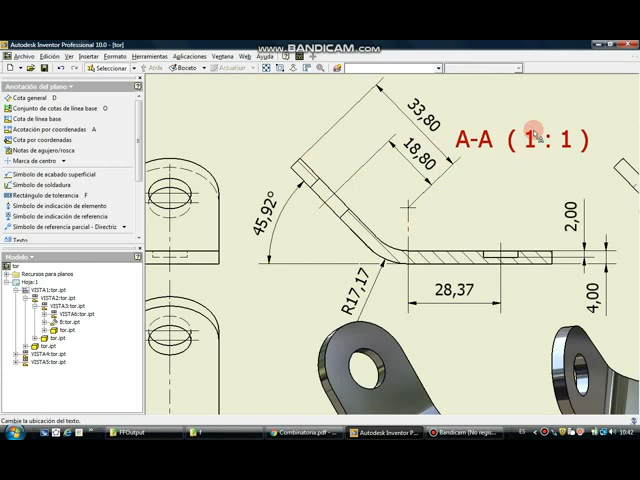 www.BANDICAM.com
Autodesk Inventor Professional 10.0 - [tor]
Archivo Edición Ver Insertar Formato Herramientas Aplicaciones Ventana Web Ayuda
Seleccionar Atrás Boceto Actualizar
Anotación del plano
Cota general D
Conjunto de cotas de línea base O
Cota de línea base
Acotación por coordenadas A
Cota por coordenadas
Notas de agujero/rosca
Marca de centro
Símbolo de acabado superficial
Símbolo de soldadura
Rectángulo de tolerancia F
Símbolo de indicación de elemento
Símbolo de indicación de referencia
Símbolo de referencia parcial - Directriz
Texto
Modelo
tor
Recursos para planos
Hoja:1
VISTA1:tor.ipt
VISTA2:tor.ipt
VISTA3:tor.ipt
VISTA6:tor.ipt
B:tor.ipt
tor.ipt
tor.ipt
tor.ipt
VISTA4:tor.ipt
VISTA5:tor.ipt
33,80
18,80
A-A ( 1 : 1 )
45,92°
R17,17
28,37
2,00
4,00
Cambie la ubicación del texto.
FFOutput
f
Combinatoria.pdf - ...
Autodesk Inventor P...
Bandicam (No regis...
ES
10:42